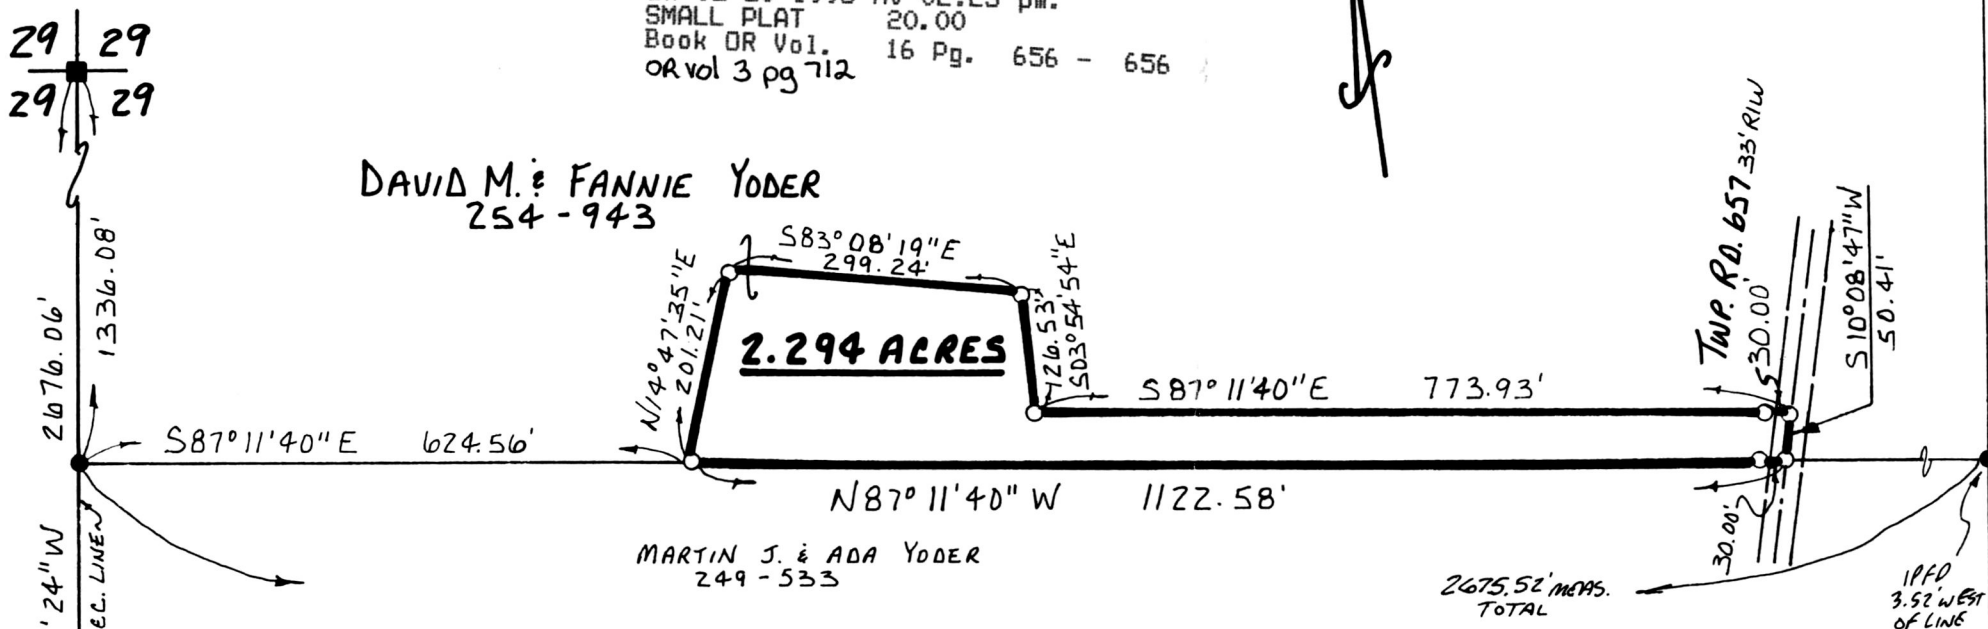 SMALL PLAT 20.00
Book OR Vol. 16 Pg. 656 - 656
OR vol 3 pg 712
29 29
29 29
DAVID M. & FANNIE YODER
254-943
2676.06'
1336.08'
S87°11'40"E 624.56'
N14°47'35"E
201.21'
S83°08'19"E
299.24'
2.294 ACRES
126.53'
S03°54'54"E
S87°11'40"E 773.93'
TWP. RD. 657 33' R/W
30.00'
S10°08'47"W
50.41'
N87°11'40"W 1122.58'
30.00'
MARTIN J. & ADA YODER
249-533
2675.52' MEAS.
TOTAL
IPFD
3.52' WEST
OF LINE
' 24"W
EC. LINE